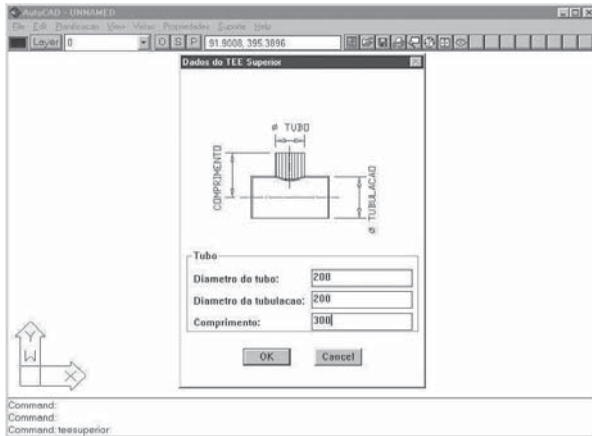 AutoCAD - UNNAMED
File Edit Planificacao View Vistas Propriedades Suporte Help
Layer 0 O S P 91.9008, 395.3896
Dados do TEE Superior
ø TUBO
COMPRIMENTO
ø TUBULACAO
Tubo
Diametro do tubo: 200
Diametro da tubulacao: 200
Comprimento: 300
OK Cancel
Y
W
X
Command:
Command:
Command: teesuperior